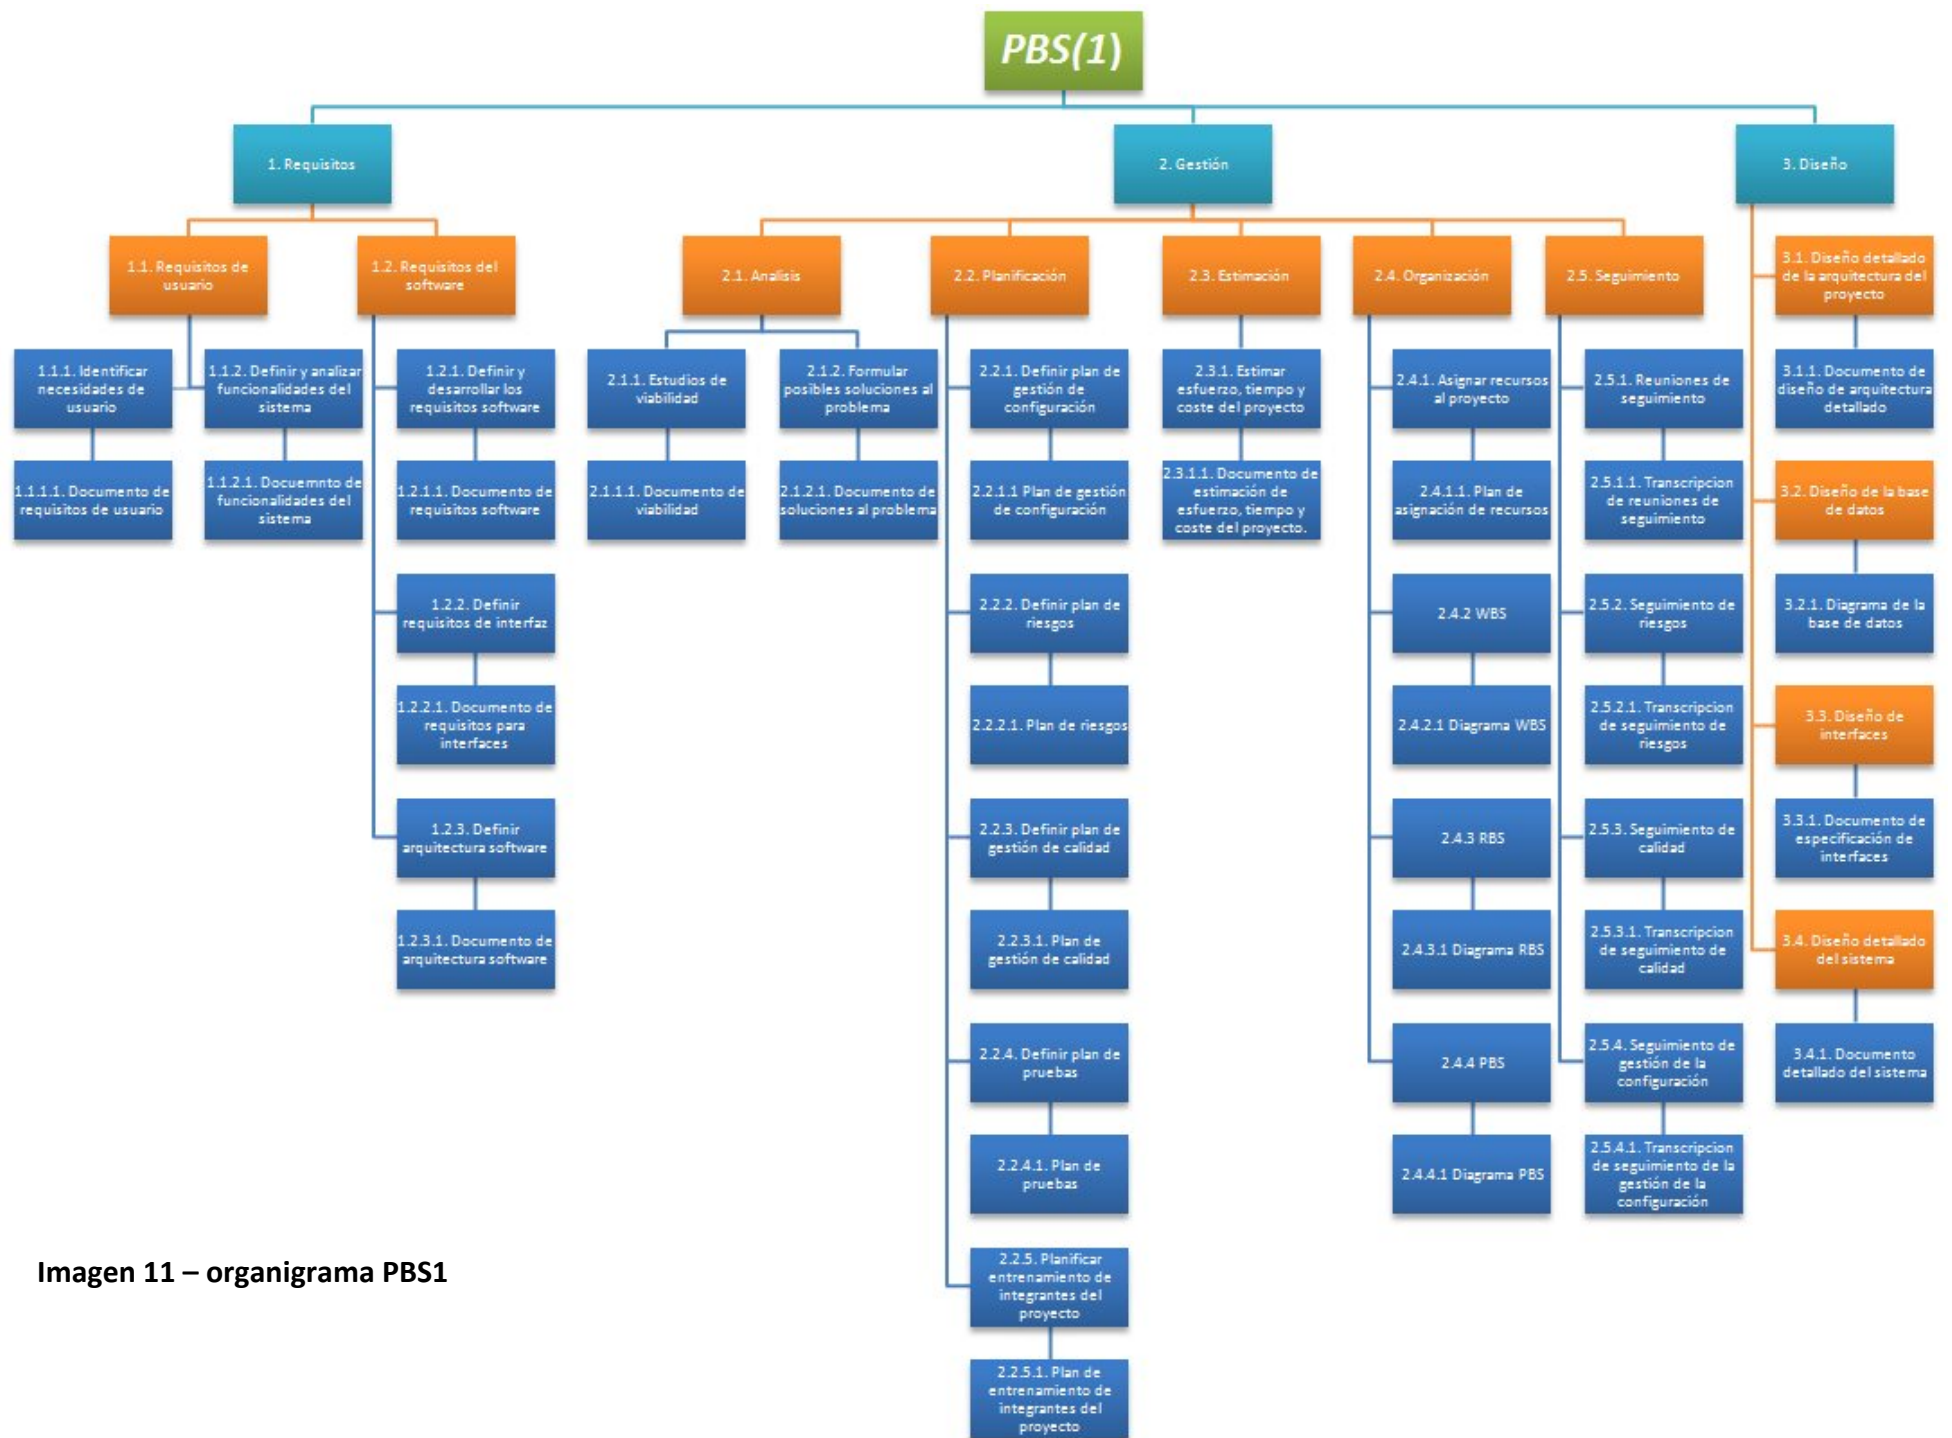 PBS(1)
1. Requisitos
2. Gestión
3. Diseño
1.1. Requisitos de
usuario
1.2. Requisitos del
software
2.1. Analisis
2.2. Planificación
2.3. Estimación
2.4. Organización
2.5. Seguimiento
3.1. Diseño detallado
de la arquitectura del
proyecto
1.1.1. Identificar
necesidades de
usuario
1.1.2. Definir y analizar
funcionalidades del
sistema
1.2.1. Definir y
desarrollar los
requisitos software
2.1.1. Estudios de
viabilidad
2.1.2. Formular
posibles soluciones al
problema
2.2.1. Definir plan de
gestión de
configuración
2.3.1. Estimar
esfuerzo, tiempo y
coste del proyecto
2.4.1. Asignar recursos
al proyecto
2.5.1. Reuniones de
seguimiento
3.1.1. Documento de
diseño de arquitectura
detallado
1.1.1.1. Documento de
requisitos de usuario
1.1.2.1. Docuemnto de
funcionalidades del
sistema
1.2.1.1. Documento de
requisitos software
2.1.1.1. Documento de
viabilidad
2.1.2.1. Documento de
soluciones al problema
2.2.1.1 Plan de gestión
de configuración
2.3.1.1. Documento de
estimación de
esfuerzo, tiempo y
coste del proyecto.
2.4.1.1. Plan de
asignación de recursos
2.5.1.1. Transcripcion
de reuniones de
seguimiento
3.2. Diseño de la base
de datos
1.2.2. Definir
requisitos de interfaz
2.2.2. Definir plan de
riesgos
2.4.2 WBS
2.5.2. Seguimiento de
riesgos
3.2.1. Diagrama de la
base de datos
1.2.2.1. Documento de
requisitos para
interfaces
2.2.2.1. Plan de riesgos
2.4.2.1 Diagrama WBS
2.5.2.1. Transcripcion
de seguimiento de
riesgos
3.3. Diseño de
interfaces
1.2.3. Definir
arquitectura software
2.2.3. Definir plan de
gestión de calidad
2.4.3 RBS
2.5.3. Seguimiento de
calidad
3.3.1. Documento de
especificación de
interfaces
1.2.3.1. Documento de
arquitectura software
2.2.3.1. Plan de
gestión de calidad
2.4.3.1 Diagrama RBS
2.5.3.1. Transcripcion
de seguimiento de
calidad
3.4. Diseño detallado
del sistema
2.2.4. Definir plan de
pruebas
2.4.4 PBS
2.5.4. Seguimiento de
gestión de la
configuración
3.4.1. Documento
detallado del sistema
2.2.4.1. Plan de
pruebas
2.4.4.1 Diagrama PBS
2.5.4.1. Transcripcion
de seguimiento de la
gestión de la
configuración
2.2.5. Planificar
entrenamiento de
integrantes del
proyecto
2.2.5.1. Plan de
entrenamiento de
integrantes del
proyecto
Imagen 11 – organigrama PBS1